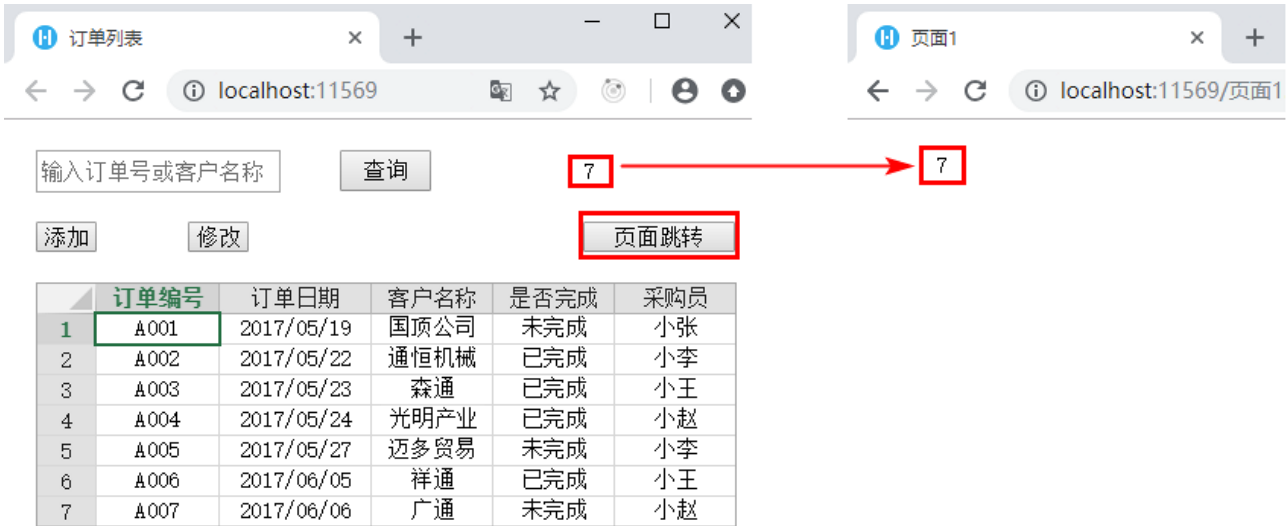 订单列表
页面1
localhost:11569
localhost:11569/页面1
输入订单号或客户名称 查询 7 7
添加 修改 页面跳转
订单编号 订单日期 客户名称 是否完成 采购员
1 A001 2017/05/19 国顶公司 未完成 小张
2 A002 2017/05/22 通恒机械 已完成 小李
3 A003 2017/05/23 森通 已完成 小王
4 A004 2017/05/24 光明产业 已完成 小赵
5 A005 2017/05/27 迈多贸易 未完成 小李
6 A006 2017/06/05 祥通 已完成 小王
7 A007 2017/06/06 广通 未完成 小赵